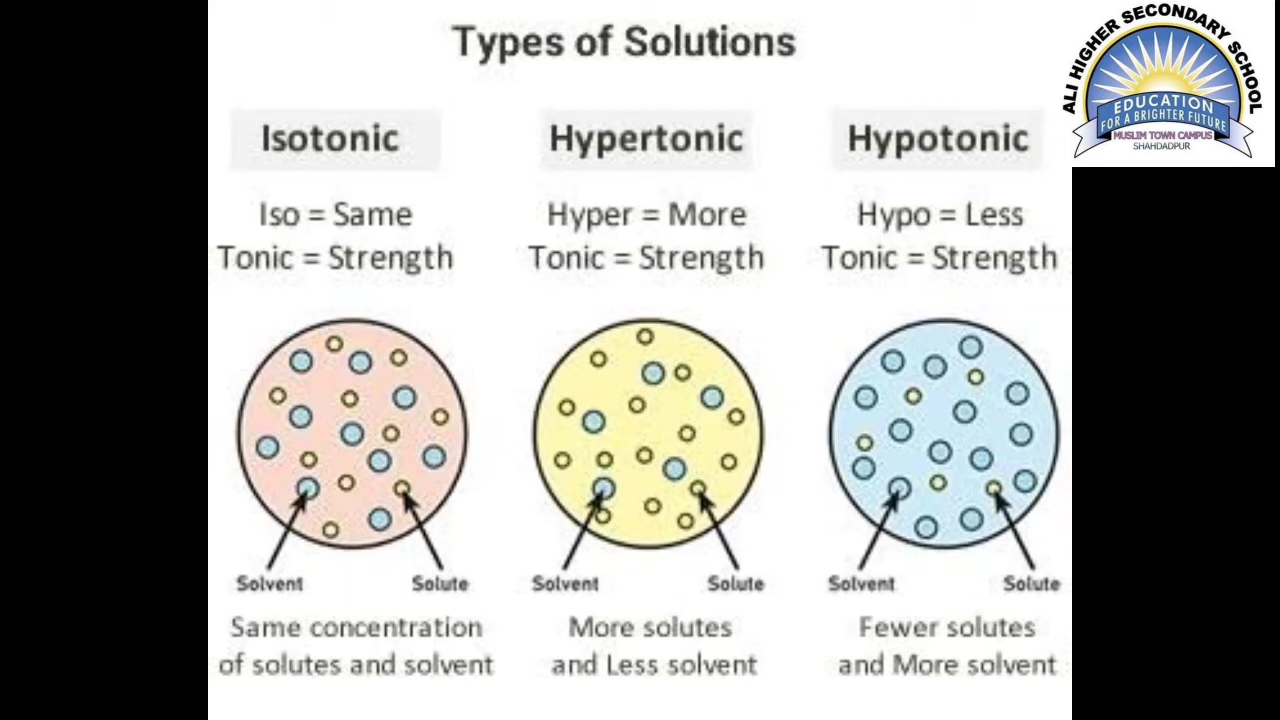 Types of Solutions
ALI HIGHER SECONDARY SCHOOL
EDUCATION
FOR A BRIGHTER FUTURE
MUSLIM TOWN CAMPUS
SHAHDADPUR
Isotonic
Iso = Same
Tonic = Strength
Solvent
Solute
Same concentration
of solutes and solvent
Hypertonic
Hyper = More
Tonic = Strength
Solvent
Solute
More solutes
and Less solvent
Hypotonic
Hypo = Less
Tonic = Strength
Solvent
Solute
Fewer solutes
and More solvent